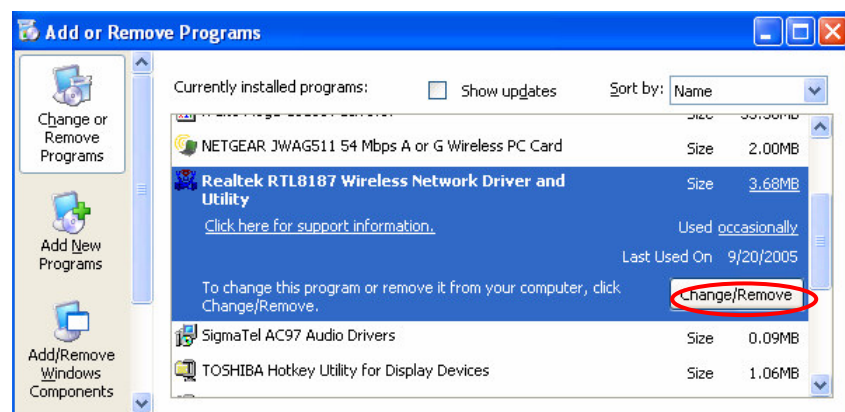 Add or Remove Programs
Change or
Remove
Programs
Add New
Programs
Add/Remove
Windows
Components
Currently installed programs:
Show updates
Sort by: Name
NETGEAR JWAG511 54 Mbps A or G Wireless PC Card Size 2.00MB
Realtek RTL8187 Wireless Network Driver and Size 3.68MB
Utility
Click here for support information. Used occasionally
Last Used On 9/20/2005
To change this program or remove it from your computer, click Change/Remove
Change/Remove.
SigmaTel AC97 Audio Drivers Size 0.09MB
TOSHIBA Hotkey Utility for Display Devices Size 1.06MB